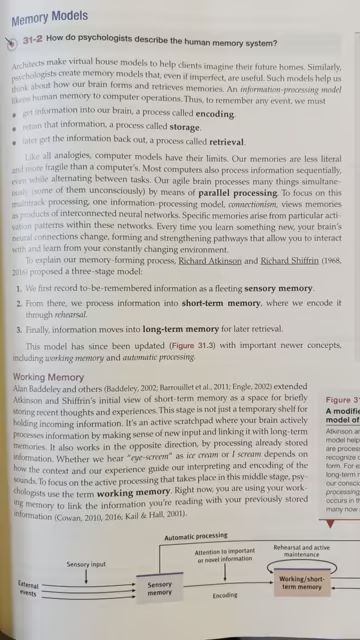 Memory Models
31-2 How do psychologists describe the human memory system?
Architects make virtual house models to help clients imagine their future homes. Similarly,
psychologists create memory models that, even if imperfect, are useful. Such models help us
think about how our brain forms and retrieves memories. An information-processing model
likens human memory to computer operations. Thus, to remember any event, we must
• get information into our brain, a process called encoding.
• retain that information, a process called storage.
• later get the information back out, a process called retrieval.
Like all analogies, computer models have their limits. Our memories are less literal
and more fragile than a computer's. Most computers also process information sequentially,
even while alternating between tasks. Our agile brain processes many things simultane-
ously (some of them unconsciously) by means of parallel processing. To focus on this
multitrack processing, one information-processing model, connectionism, views memories
as products of interconnected neural networks. Specific memories arise from particular acti-
vation patterns within these networks. Every time you learn something new, your brain's
neural connections change, forming and strengthening pathways that allow you to interact
with and learn from your constantly changing environment.
To explain our memory-forming process, Richard Atkinson and Richard Shiffrin (1968,
2016) proposed a three-stage model:
1. We first record to-be-remembered information as a fleeting sensory memory.
2. From there, we process information into short-term memory, where we encode it
through rehearsal.
3. Finally, information moves into long-term memory for later retrieval.
This model has since been updated (Figure 31.3) with important newer concepts,
including working memory and automatic processing.
Working Memory
Alan Baddeley and others (Baddeley, 2002; Barrouillet et al., 2011; Engle, 2002) extended
Atkinson and Shiffrin's initial view of short-term memory as a space for briefly
storing recent thoughts and experiences. This stage is not just a temporary shelf for
holding incoming information. It's an active scratchpad where your brain actively
processes information by making sense of new input and linking it with long-term
memories. It also works in the opposite direction, by processing already stored
information. Whether we hear "eye-screen" as ice cream or I scream depends on
how the context and our experience guide our interpreting and encoding of the
sounds. To focus on the active processing that takes place in this middle stage, psy-
chologists use the term working memory. Right now, you are using your work-
ing memory to link the information you're reading with your previously stored
information (Cowan, 2010, 2016; Kail & Hall, 2001).
Figure 31
A modifie
model of
Atkinson an
model help
are process
recognize o
form. For e
long-term m
our consciou
processing,
occurs in th
many now
Automatic processing
Sensory input
Attention to important
or novel information
Rehearsal and active
maintenance
External
events
Sensory
memory
Encoding
Working/short-
term memory